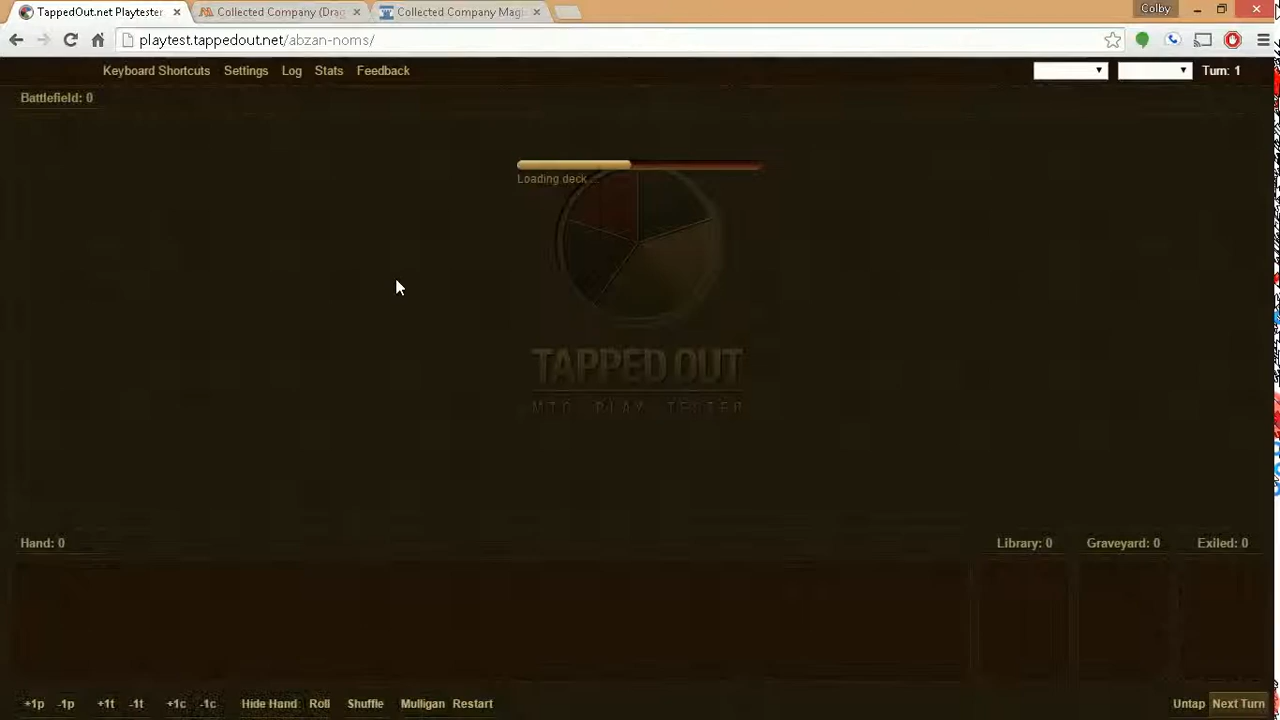 TappedOut.net Playtester
Collected Company (Drag
Collected Company Mag
Colby
playtest.tappedout.net/abzan-noms/
Keyboard Shortcuts Settings Log Stats Feedback
Turn: 1
Battlefield: 0
Loading deck ...
TAPPED OUT
MTG PLAY TESTER
Hand: 0
Library: 0 Graveyard: 0 Exiled: 0
+1p -1p +1t -1t +1c -1c Hide Hand Roll Shuffle Mulligan Restart
Untap Next Turn